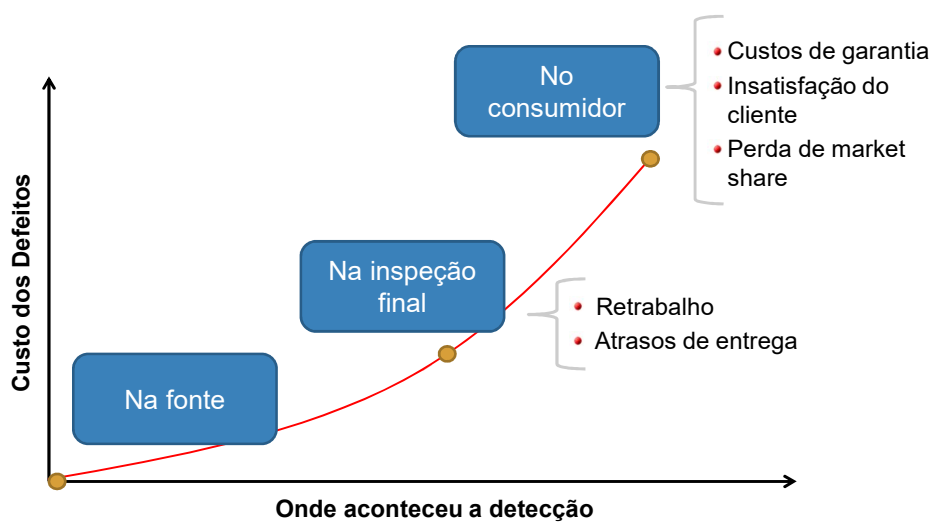 No
consumidor
Custos de garantia
Insatisfação do
cliente
Perda de market
share
Custo dos Defeitos
Na inspeção
final
Retrabalho
Atrasos de entrega
Na fonte
Onde aconteceu a detecção